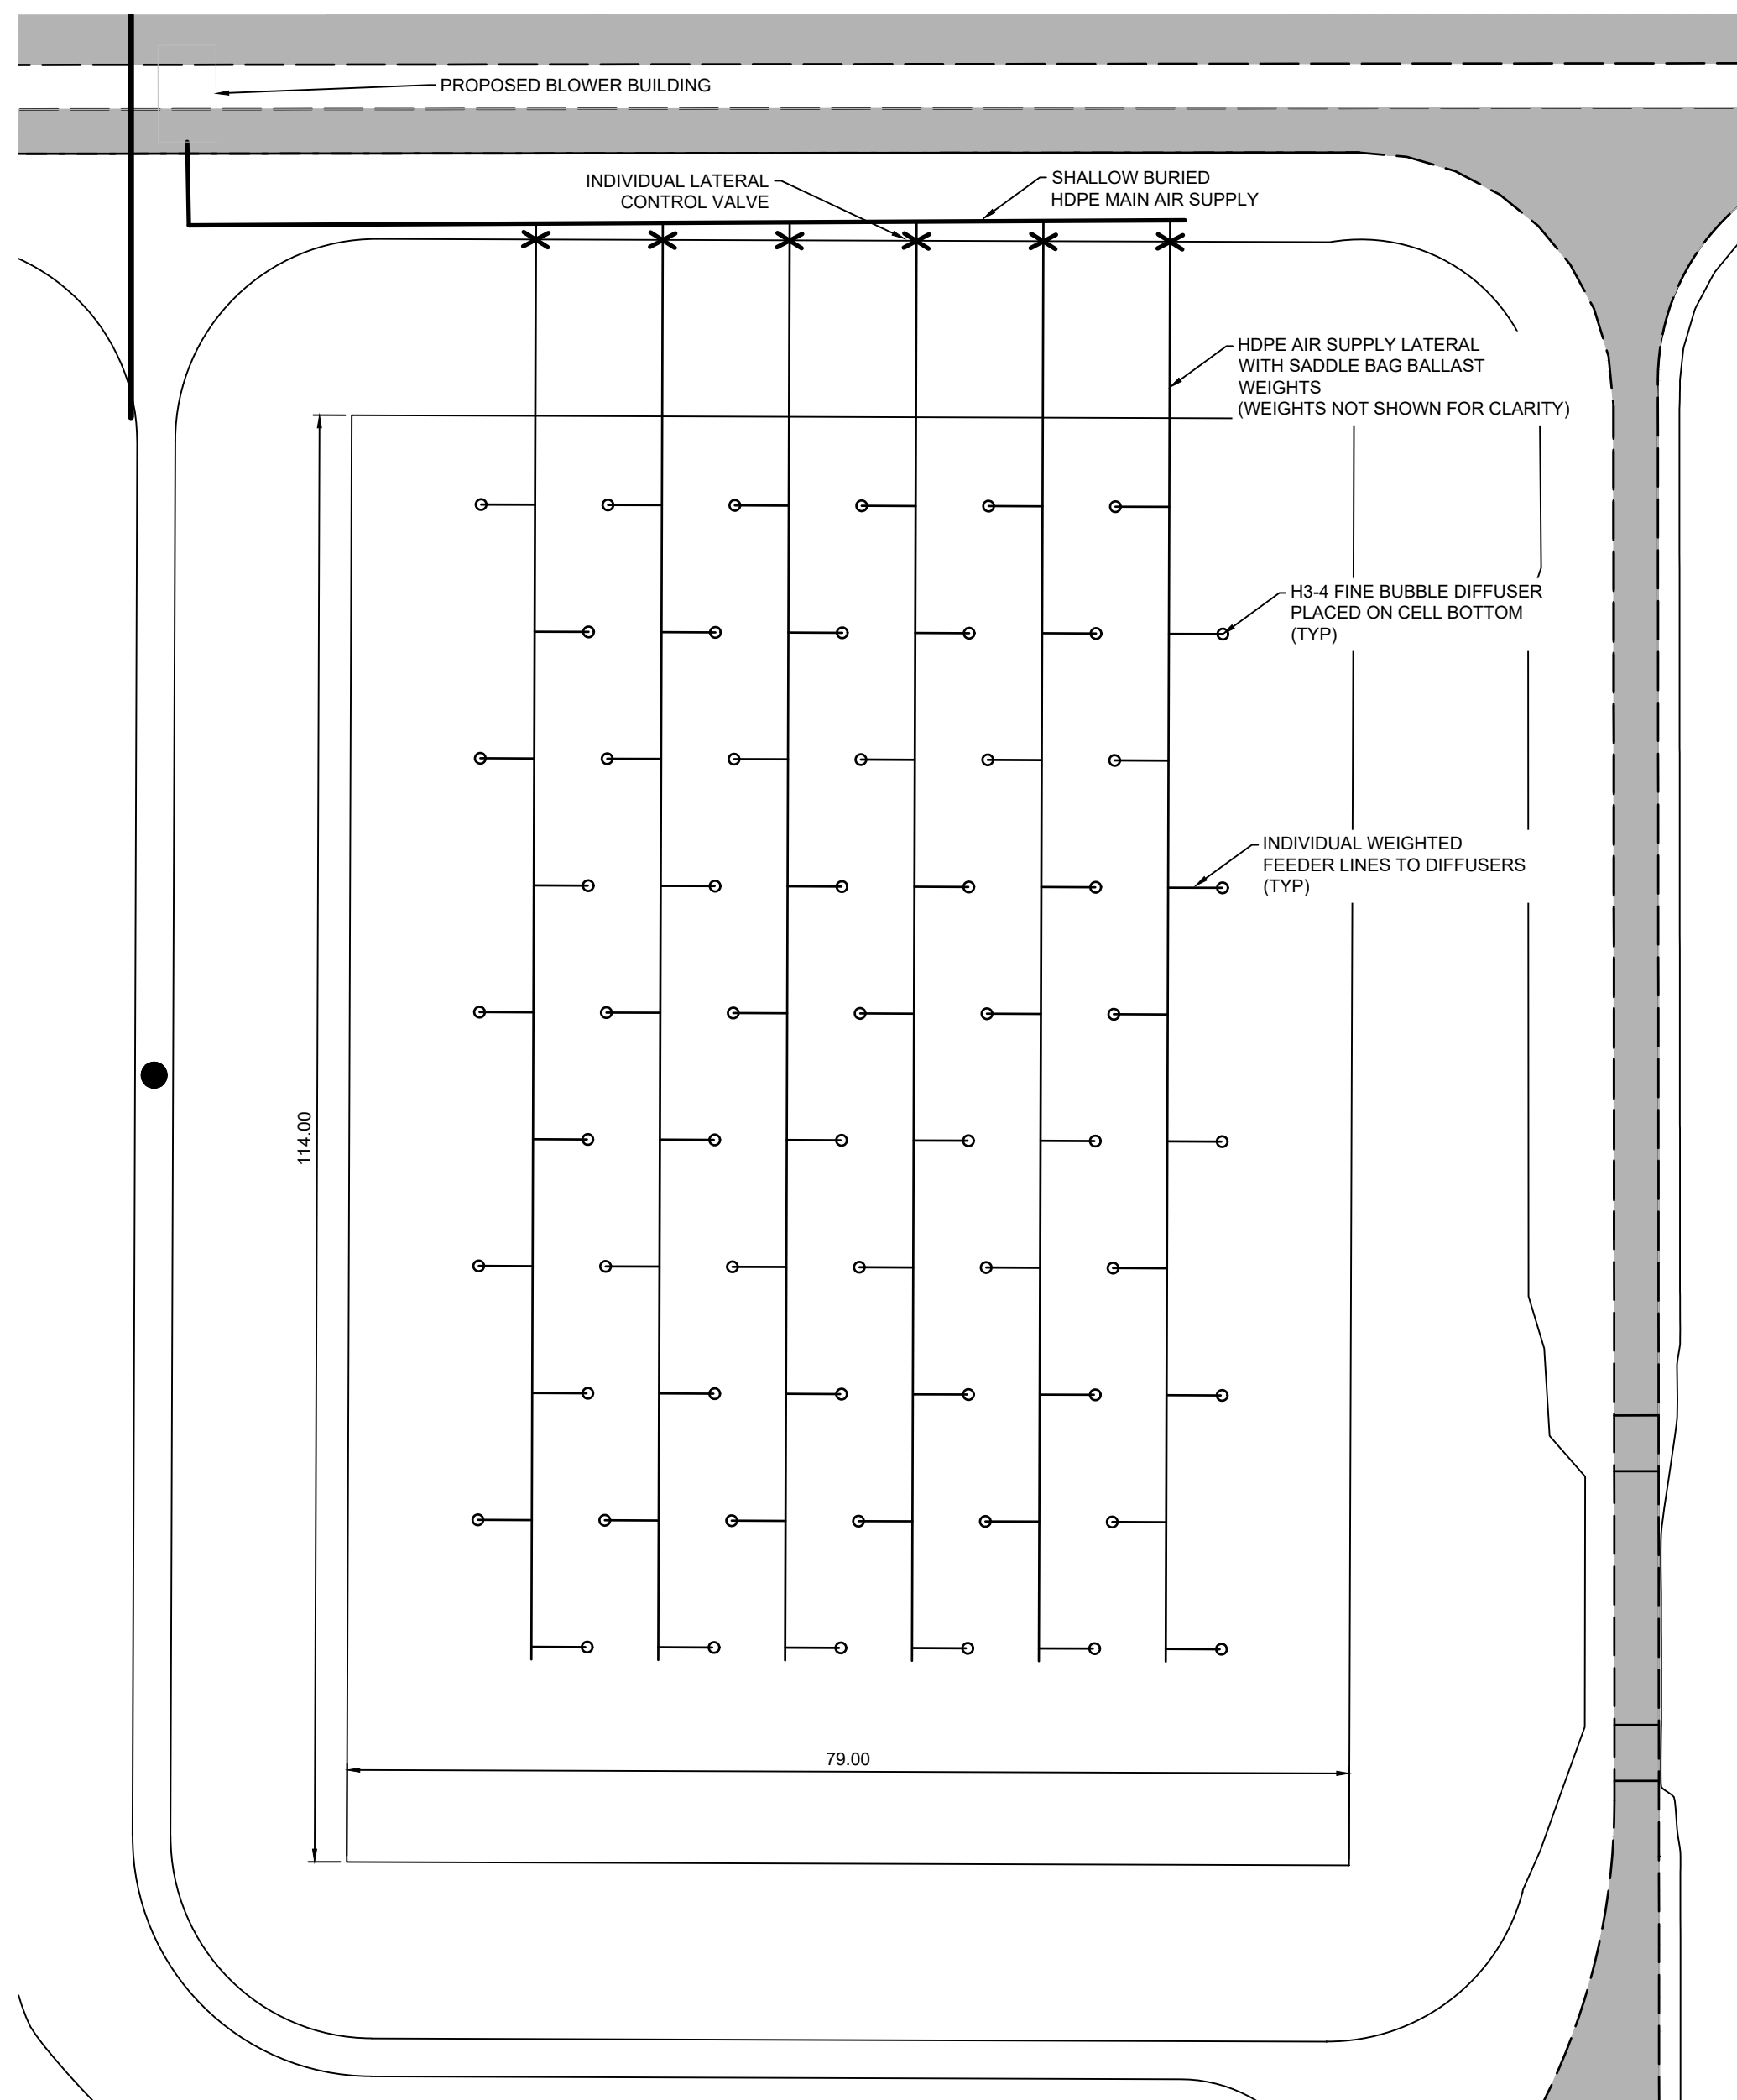 PROPOSED BLOWER BUILDING
INDIVIDUAL LATERAL
CONTROL VALVE
SHALLOW BURIED
HDPE MAIN AIR SUPPLY
HDPE AIR SUPPLY LATERAL
WITH SADDLE BAG BALLAST
WEIGHTS
(WEIGHTS NOT SHOWN FOR CLARITY)
H3-4 FINE BUBBLE DIFFUSER
PLACED ON CELL BOTTOM
(TYP)
INDIVIDUAL WEIGHTED
FEEDER LINES TO DIFFUSERS
(TYP)
114.00
79.00